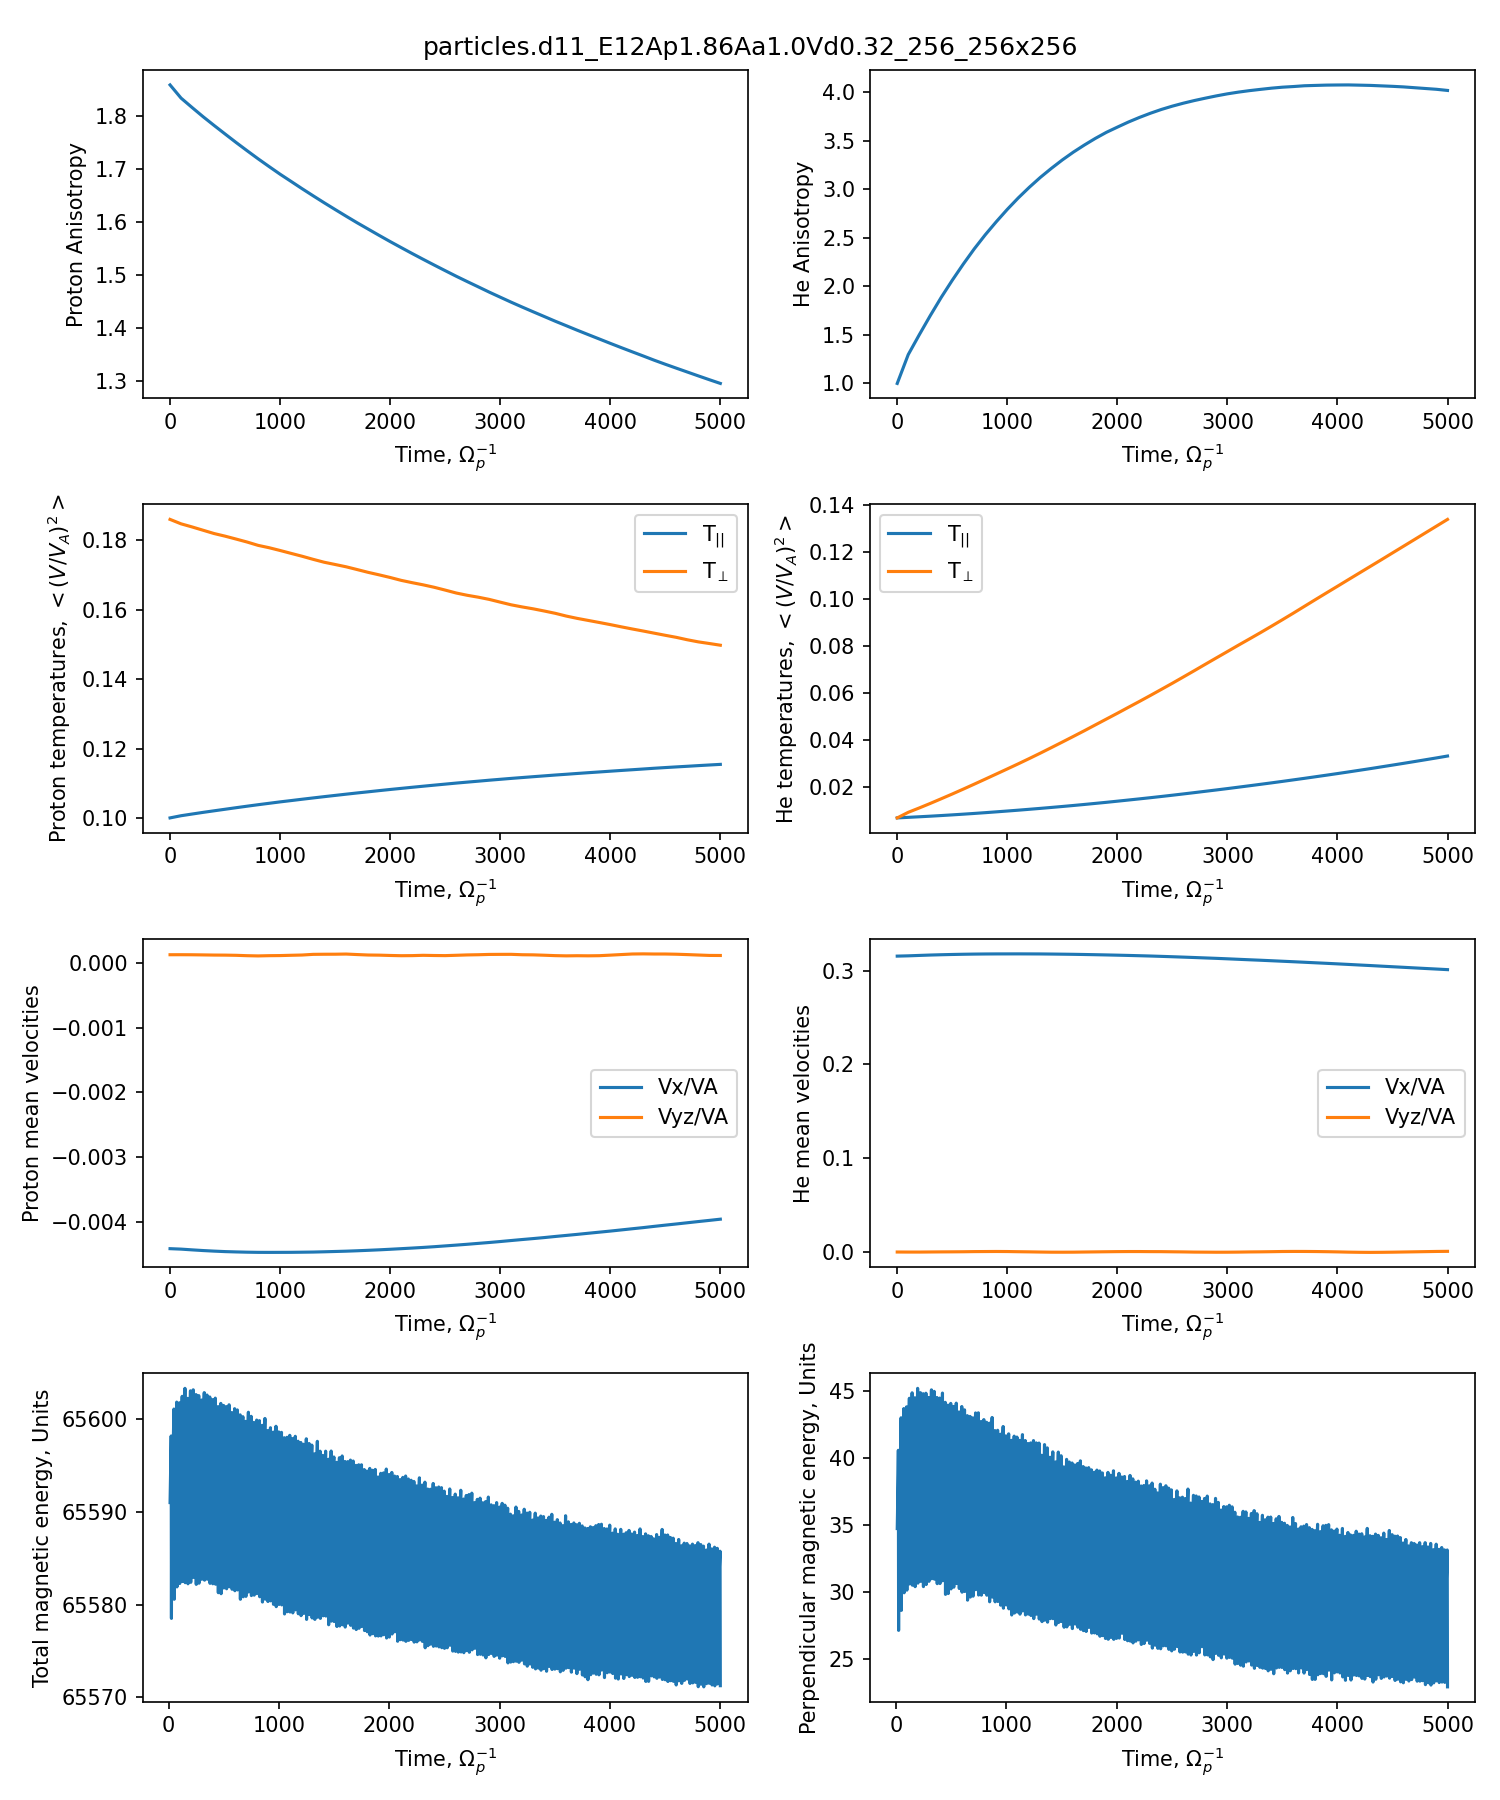 particles.d11_E12Ap1.86Aa1.0Vd0.32_256_256x256
Proton Anisotropy
1.8
1.7
1.6
1.5
1.4
1.3
0 1000 2000 3000 4000 5000
Time, Ω_p^{-1}
He Anisotropy
4.0
3.5
3.0
2.5
2.0
1.5
1.0
0 1000 2000 3000 4000 5000
Time, Ω_p^{-1}
Proton temperatures, < (V/V_A)^2 >
0.18
0.16
0.14
0.12
0.10
T_{||}
T_⊥
0 1000 2000 3000 4000 5000
Time, Ω_p^{-1}
He temperatures, < (V/V_A)^2 >
0.14
0.12
0.10
0.08
0.06
0.04
0.02
T_{||}
T_⊥
0 1000 2000 3000 4000 5000
Time, Ω_p^{-1}
Proton mean velocities
0.000
−0.001
−0.002
−0.003
−0.004
Vx/VA
Vyz/VA
0 1000 2000 3000 4000 5000
Time, Ω_p^{-1}
He mean velocities
0.3
0.2
0.1
0.0
Vx/VA
Vyz/VA
0 1000 2000 3000 4000 5000
Time, Ω_p^{-1}
Total magnetic energy, Units
65600
65590
65580
65570
0 1000 2000 3000 4000 5000
Time, Ω_p^{-1}
Perpendicular magnetic energy, Units
45
40
35
30
25
0 1000 2000 3000 4000 5000
Time, Ω_p^{-1}